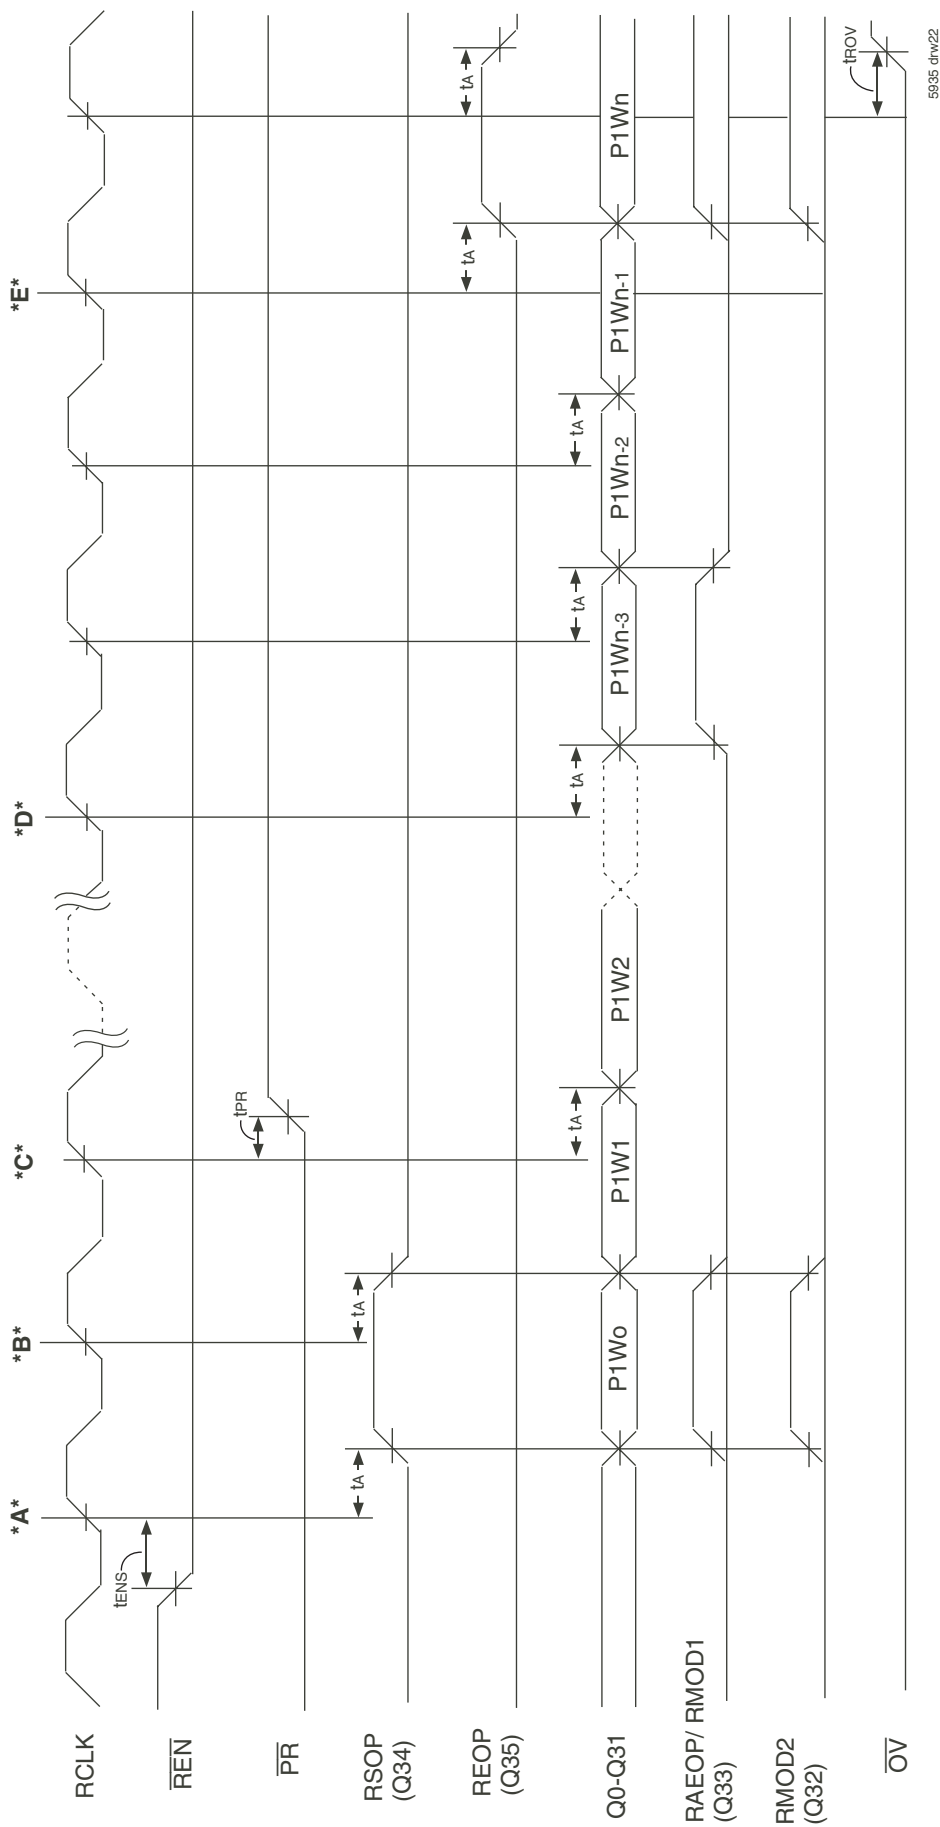 *A*
*B*
*C*
*D*
*E*
RCLK
tENS
REN
tPR
PR
tA
tA
RSOP
(Q34)
tA
tA
REOP
(Q35)
tA
tA
tA
tA
tA
Q0-Q31
P1Wo
P1W1
P1W2
P1Wn-3
P1Wn-2
P1Wn-1
P1Wn
RAEOP/ RMOD1
(Q33)
RMOD2
(Q32)
tROV
OV
5935 drw22